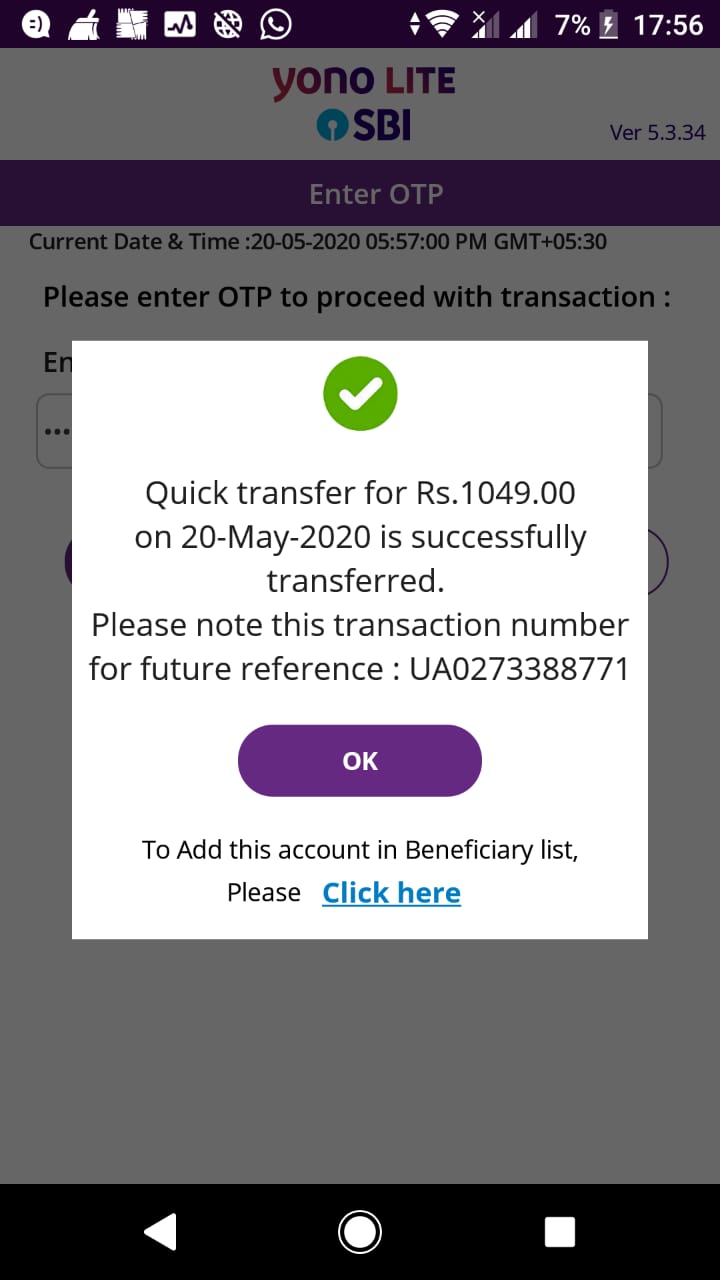 7% 17:56
yono LITE
SBI
Ver 5.3.34
Enter OTP
Current Date & Time :20-05-2020 05:57:00 PM GMT+05:30
Please enter OTP to proceed with transaction :
En
Quick transfer for Rs.1049.00
on 20-May-2020 is successfully
transferred.
Please note this transaction number
for future reference : UA0273388771
OK
To Add this account in Beneficiary list,
Please Click here